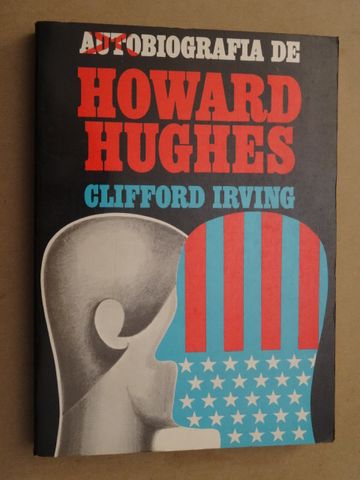 AUTOBIOGRAFIA DE
HOWARD
HUGHES
CLIFFORD IRVING